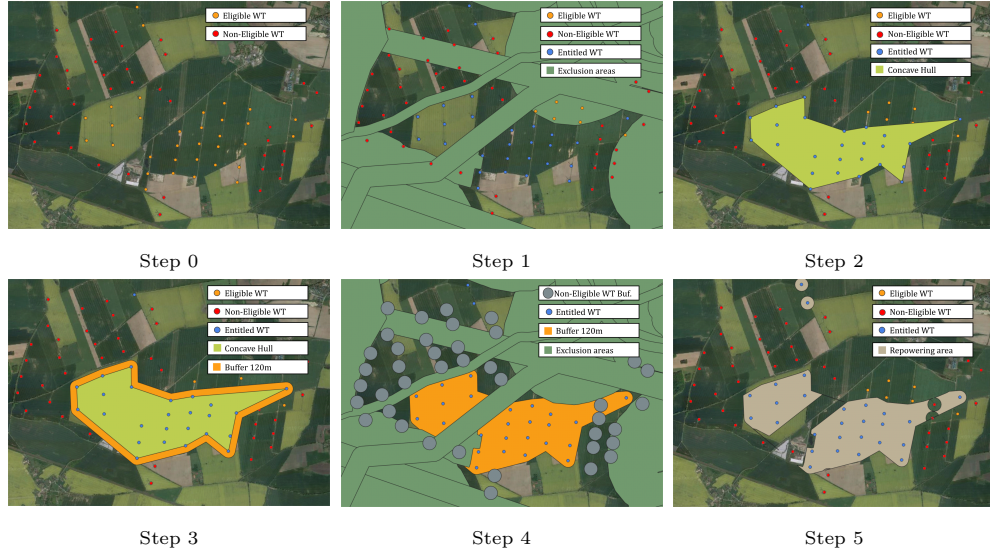 Eligible WT
Non-Eligible WT
Step 0
Eligible WT
Non-Eligible WT
Entitled WT
Exclusion areas
Step 1
Eligible WT
Non-Eligible WT
Entitled WT
Concave Hull
Step 2
Eligible WT
Non-Eligible WT
Entitled WT
Concave Hull
Buffer 120m
Step 3
Non-Eligible WT Buf.
Entitled WT
Buffer 120m
Exclusion areas
Step 4
Eligible WT
Non-Eligible WT
Entitled WT
Repowering area
Step 5